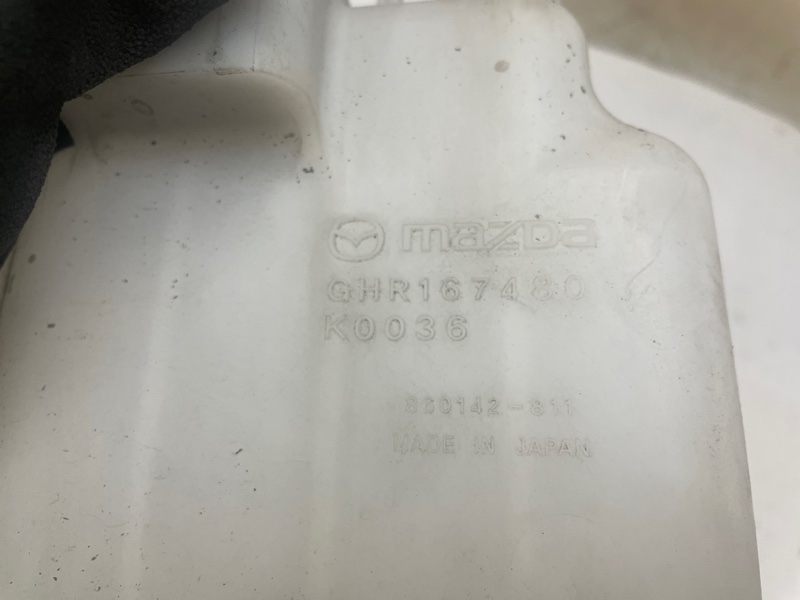 mazda
GHR167480
K0036
860142-811
MADE IN JAPAN